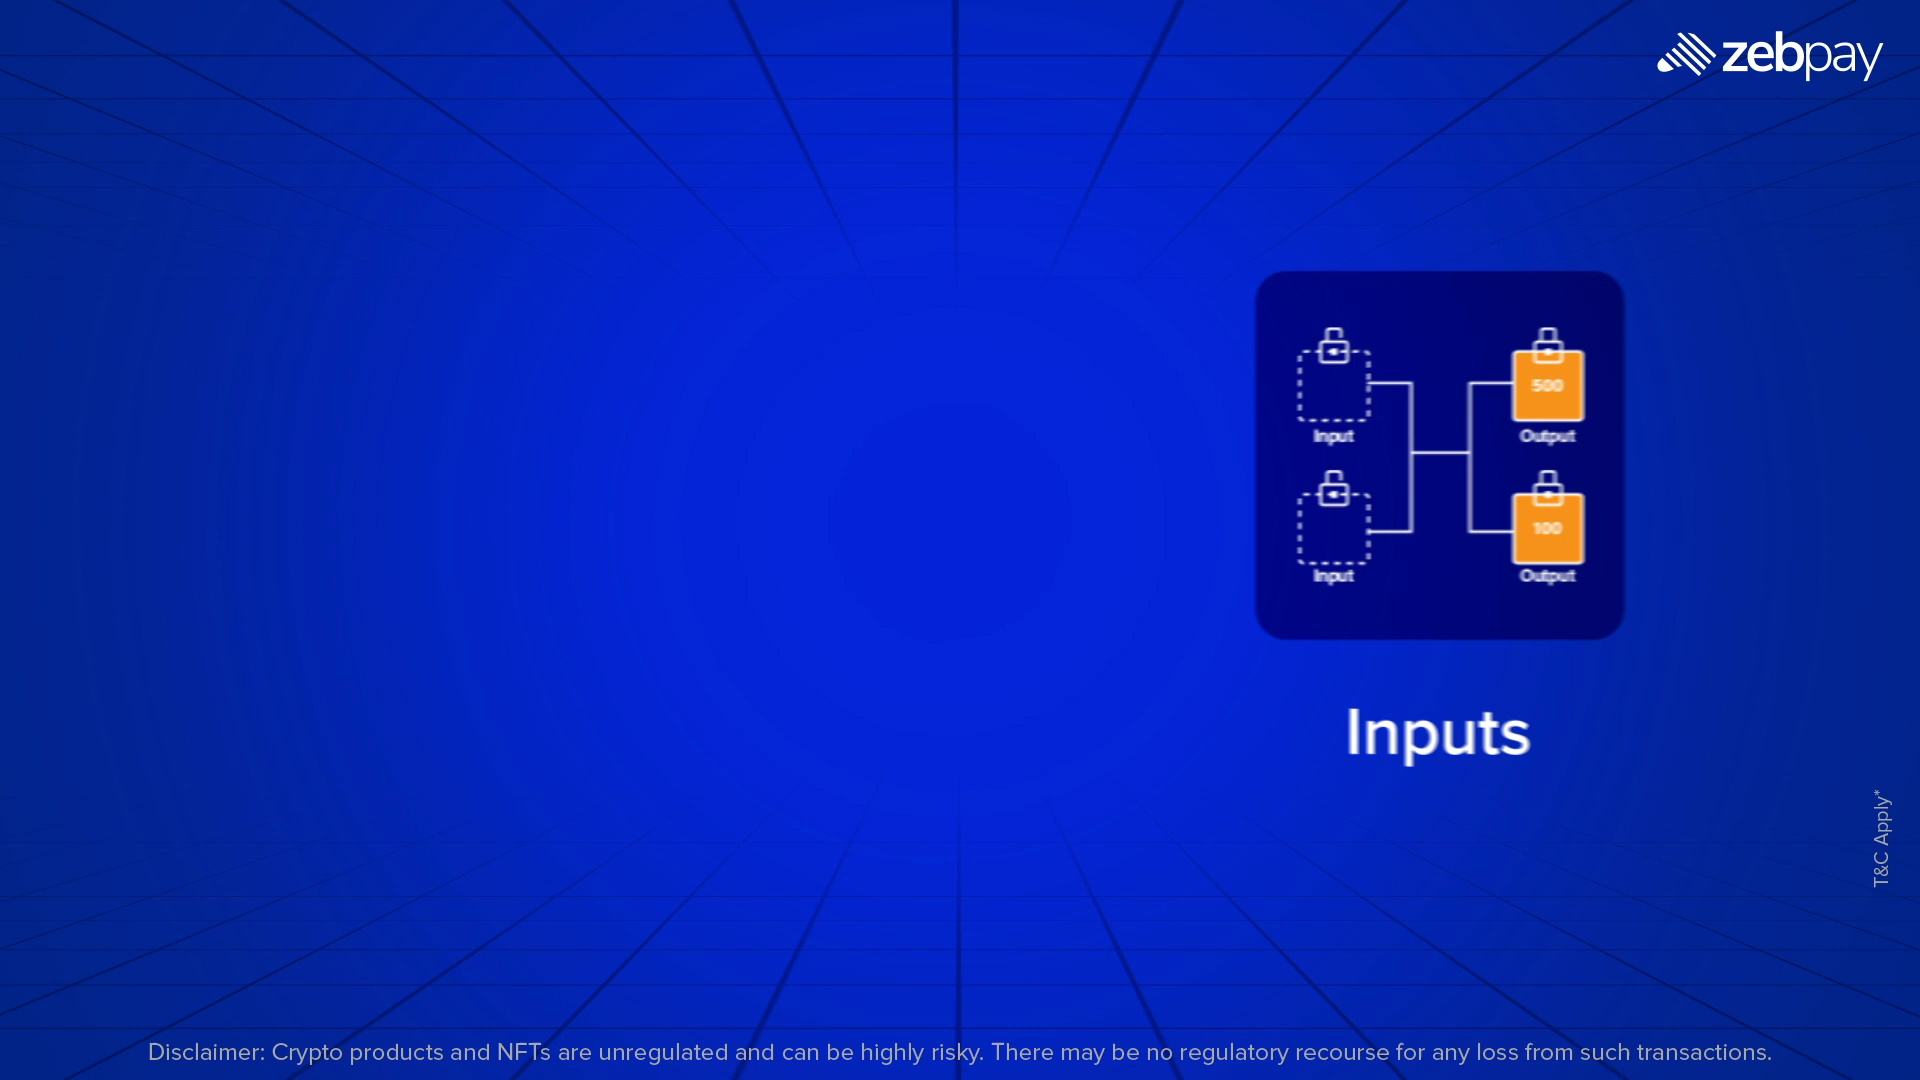 zebpay
500
Input
Output
100
Input
Output
Inputs
T&C Apply*
Disclaimer: Crypto products and NFTs are unregulated and can be highly risky. There may be no regulatory recourse for any loss from such transactions.